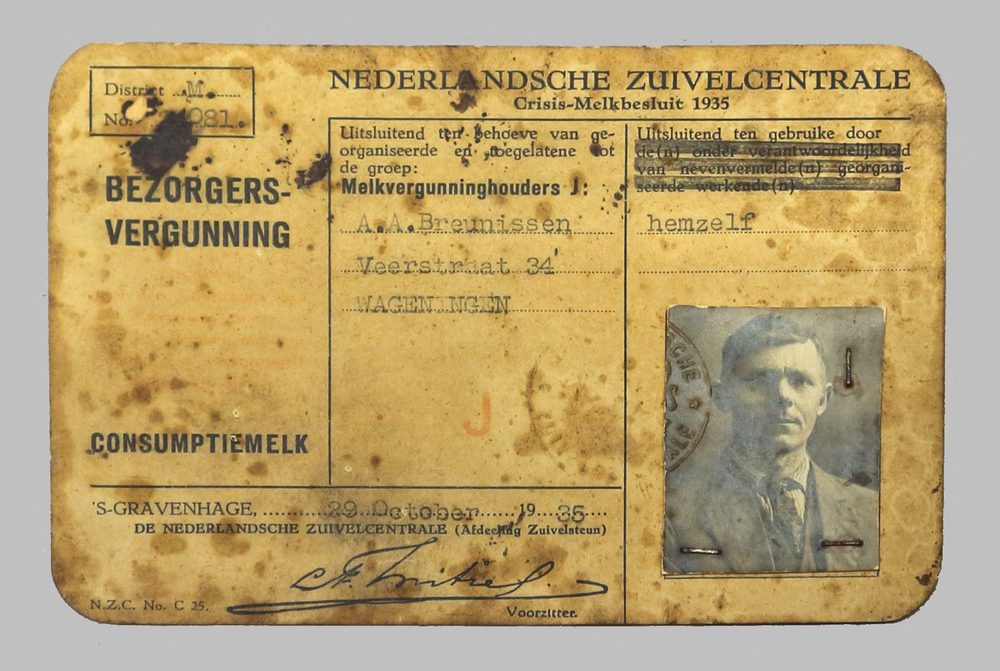 District M.
No. 981.
NEDERLANDSCHE ZUIVELCENTRALE
Crisis-Melkbesluit 1935
BEZORGERS-
VERGUNNING
CONSUMPTIEMELK
Uitsluitend ten behoeve van ge-
organiseerde en toegelatene tot
de groep:
Melkvergunninghouders J:
A.A.Breunissen
Veerstraat 34
WAGENINGEN
J
Uitsluitend ten gebruike door
de(n) onder verantwoordelijkheid
van nevenvermelde(n) georgani-
seerde werkende(n)
hemzelf
'S-GRAVENHAGE, 29 October 1935
DE NEDERLANDSCHE ZUIVELCENTRALE (Afdeeling Zuivelsteun)
Voorzitter.
N.Z.C. No. C 25.